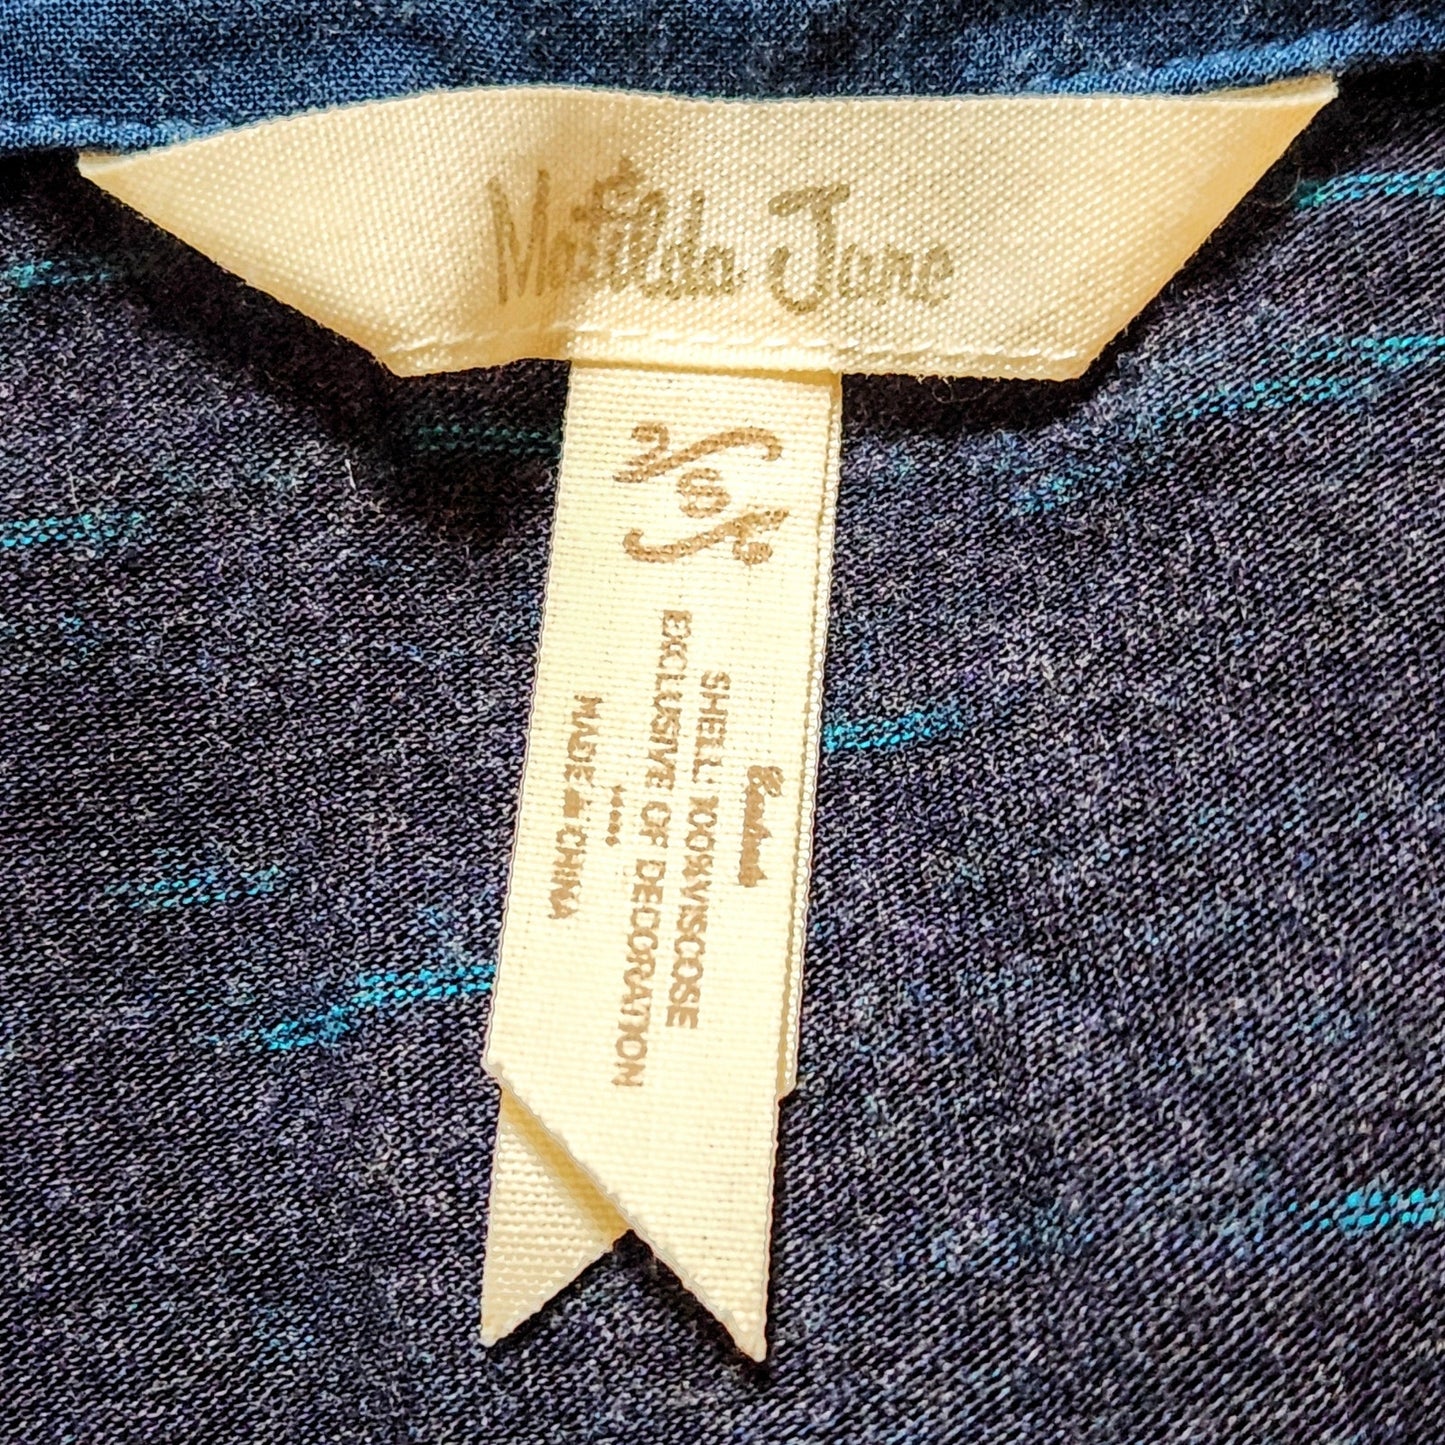 Matilda Jane
S
SHELL: 100% VISCOSE
EXCLUSIVE OF DECORATION
MADE in CHINA